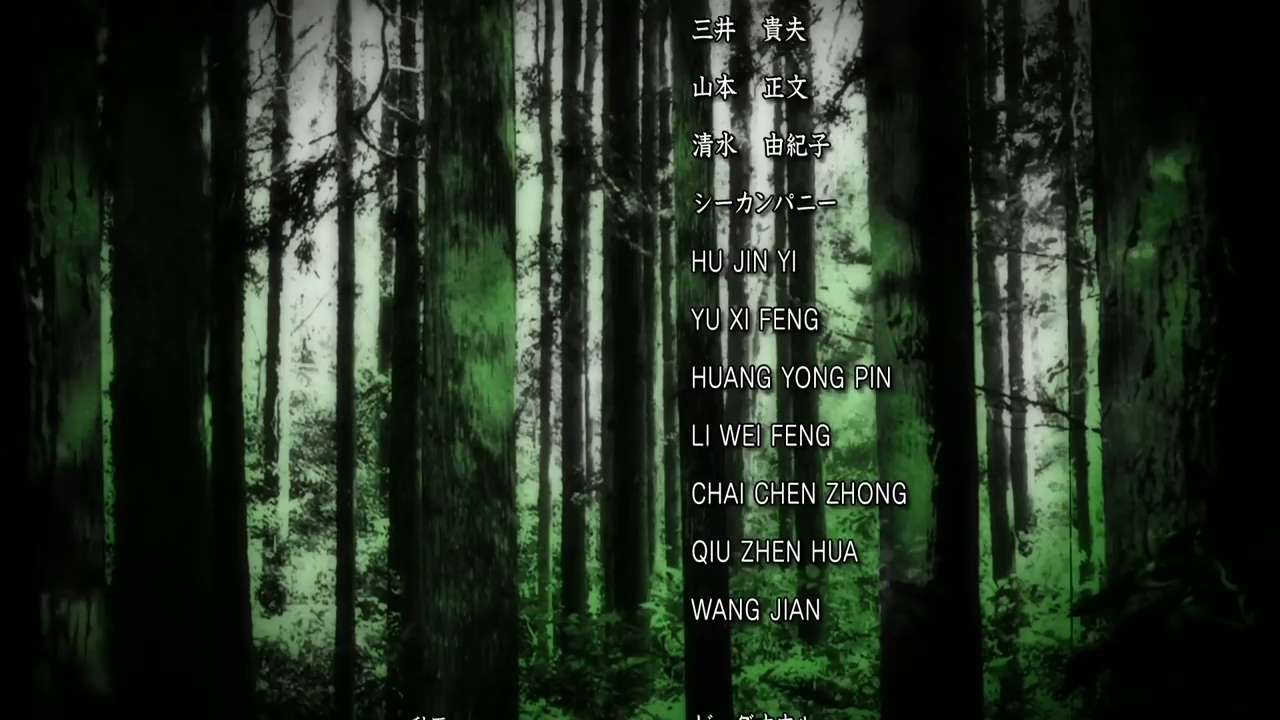 三井　貴夫
山本　正文
清水　由紀子
シーカンパニー
HU JIN YI
YU XI FENG
HUANG YONG PIN
LI WEI FENG
CHAI CHEN ZHONG
QIU ZHEN HUA
WANG JIAN